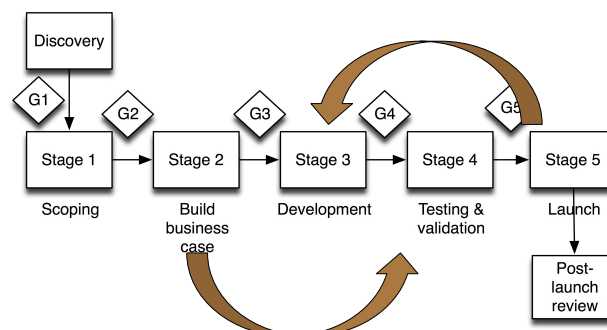 Discovery
G1
G2
G3
G4
G5
Stage 1
Stage 2
Stage 3
Stage 4
Stage 5
Scoping
Build
business
case
Development
Testing &
validation
Launch
Post-
launch
review